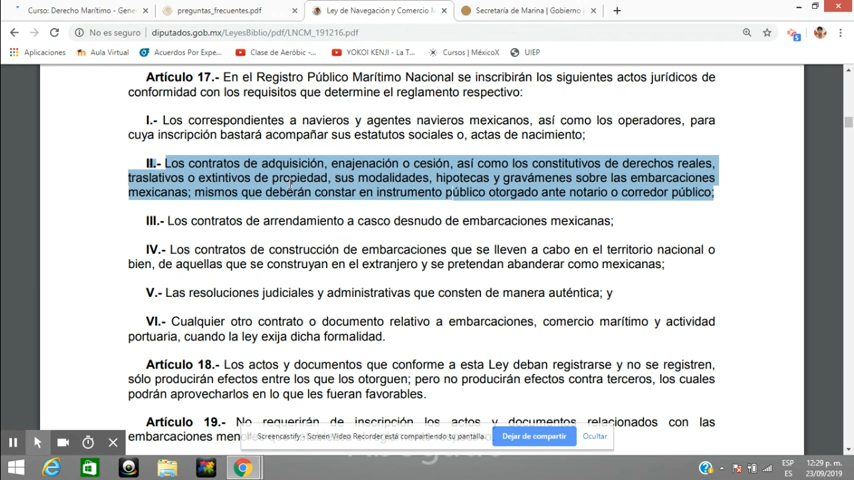 Curso: Derecho Marítimo - Gene
preguntas_frecuentes.pdf
Ley de Navegación y Comercio M
Secretaría de Marina | Gobierno
No es seguro | diputados.gob.mx/LeyesBiblio/pdf/LNCM_191216.pdf
Aplicaciones
Aula Virtual
Acuerdos Por Expe...
Clase de Aeróbic -...
YOKOI KENJI - La T...
Cursos |MéxicoX
UIEP
Artículo 17.- En el Registro Público Marítimo Nacional se inscribirán los siguientes actos jurídicos de
conformidad con los requisitos que determine el reglamento respectivo:
I.- Los correspondientes a navieros y agentes navieros mexicanos, así como los operadores, para
cuya inscripción bastará acompañar sus estatutos sociales o, actas de nacimiento;
II.- Los contratos de adquisición, enajenación o cesión, así como los constitutivos de derechos reales,
traslativos o extintivos de propiedad, sus modalidades, hipotecas y gravámenes sobre las embarcaciones
mexicanas; mismos que deberán constar en instrumento público otorgado ante notario o corredor público;
III.- Los contratos de arrendamiento a casco desnudo de embarcaciones mexicanas;
IV.- Los contratos de construcción de embarcaciones que se lleven a cabo en el territorio nacional o
bien, de aquellas que se construyan en el extranjero y se pretendan abanderar como mexicanas;
V.- Las resoluciones judiciales y administrativas que consten de manera auténtica; y
VI.- Cualquier otro contrato o documento relativo a embarcaciones, comercio marítimo y actividad
portuaria, cuando la ley exija dicha formalidad.
Artículo 18.- Los actos y documentos que conforme a esta Ley deban registrarse y no se registren,
sólo producirán efectos entre los que los otorguen; pero no producirán efectos contra terceros, los cuales
podrán aprovecharlos en lo que les fueran favorables.
Artículo 19.- No requerirán de inscripción los actos y documentos relacionados con las
embarcaciones
Screencastify - Screen Video Recorder está compartiendo tu pantalla.
Dejar de compartir
Ocultar
ESP
ES
12:29 p. m.
23/09/2019